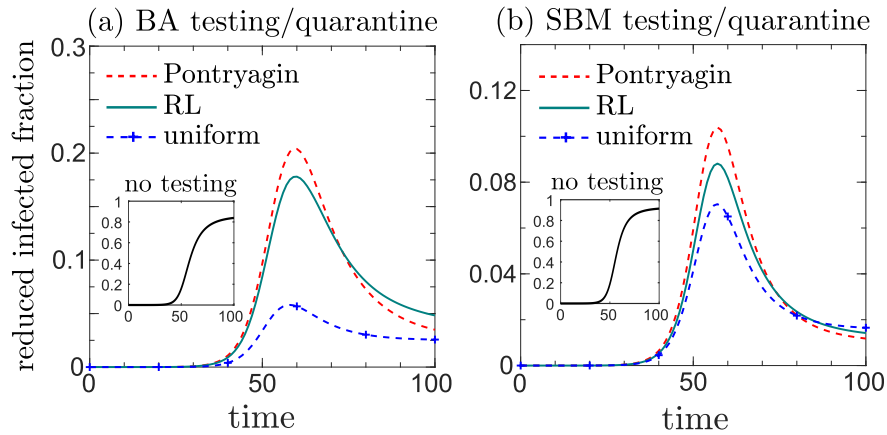 (a) BA testing/quarantine
reduced infected fraction
0.3
0.2
0.1
0
Pontryagin
RL
uniform
no testing
1
0.8
0.6
0.4
0.2
0
0 50 100
0 50 100
time
(b) SBM testing/quarantine
0.12
0.08
0.04
0
Pontryagin
RL
uniform
no testing
1
0.8
0.6
0.4
0.2
0
0 50 100
0 50 100
time